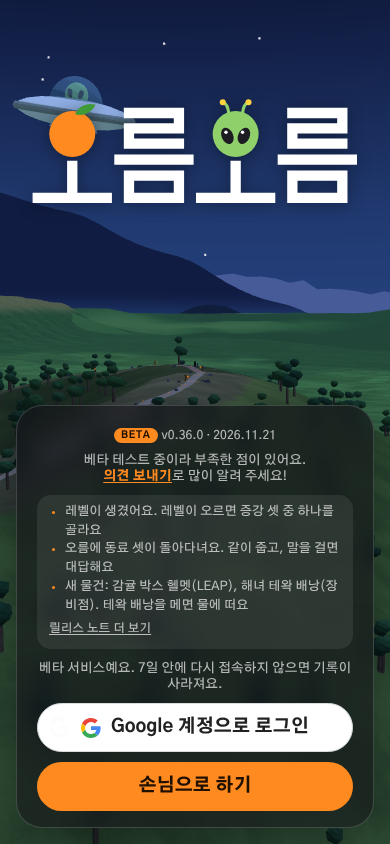 오름오름
BETA v0.36.0 · 2026.11.21
베타 테스트 중이라 부족한 점이 있어요.
의견 보내기로 많이 알려 주세요!
• 레벨이 생겼어요. 레벨이 오르면 증강 셋 중 하나를
골라요
• 오름에 동료 셋이 돌아다녀요. 같이 줍고, 말을 걸면
대답해요
• 새 물건: 감귤 박스 헬멧(LEAP), 해녀 테왁 배낭(장
비점). 테왁 배낭을 메면 물에 떠요
릴리스 노트 더 보기
베타 서비스예요. 7일 안에 다시 접속하지 않으면 기록이
사라져요.
Google 계정으로 로그인
손님으로 하기